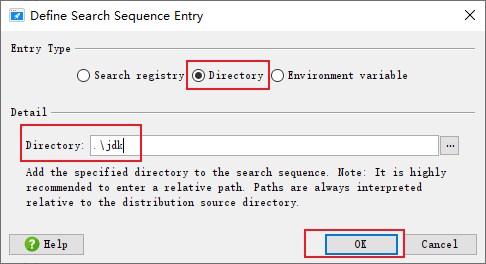 Define Search Sequence Entry
Entry Type
Search registry Directory Environment variable
Detail
Directory: .\jdk ...
Add the specified directory to the search sequence. Note: It is highly
recommended to enter a relative path. Paths are always interpreted
relative to the distribution source directory.
? Help OK Cancel